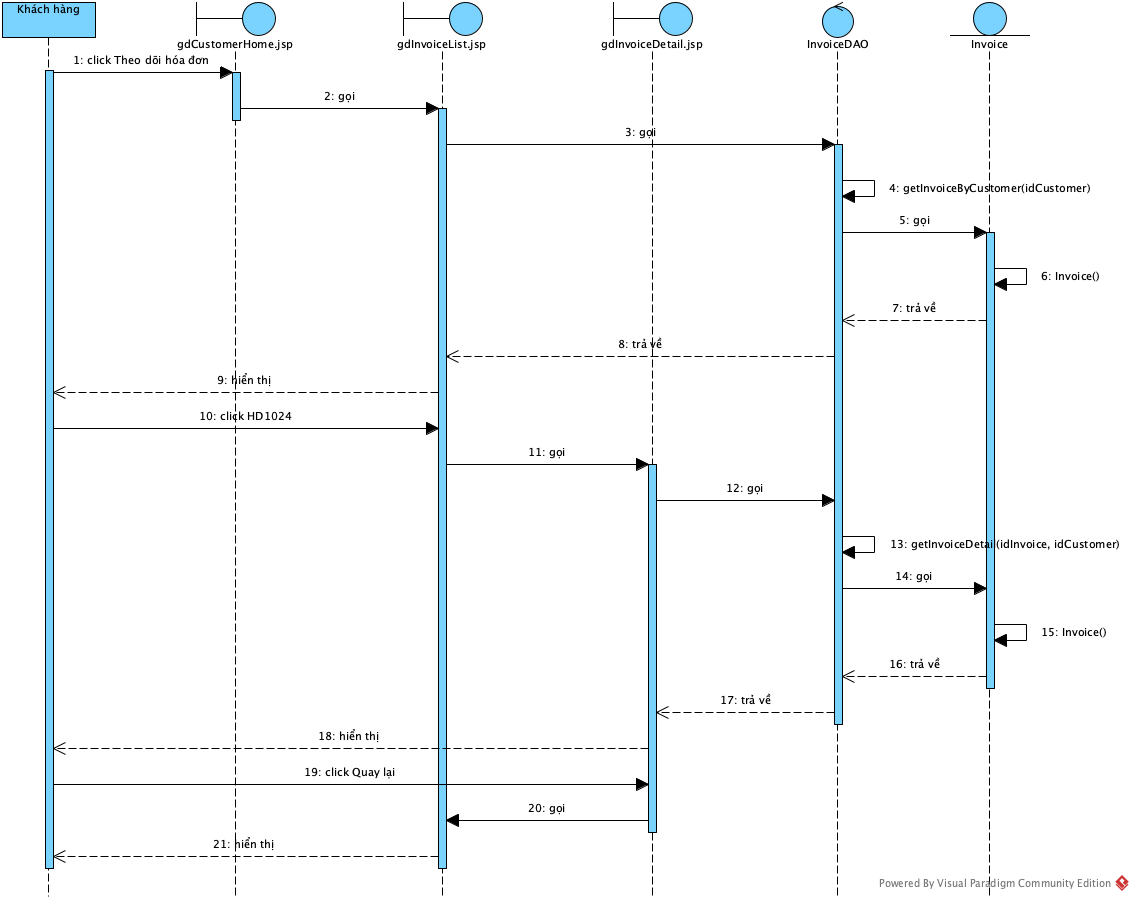 Khách hàng
gdCustomerHome.jsp
gdInvoiceList.jsp
gdInvoiceDetail.jsp
InvoiceDAO
Invoice
1: click Theo dõi hóa đơn
2: gọi
3: gọi
4: getInvoiceByCustomer(idCustomer)
5: gọi
6: Invoice()
7: trả về
8: trả về
9: hiển thị
10: click HD1024
11: gọi
12: gọi
13: getInvoiceDetail(idInvoice, idCustomer)
14: gọi
15: Invoice()
16: trả về
17: trả về
18: hiển thị
19: click Quay lại
20: gọi
21: hiển thị
Powered By Visual Paradigm Community Edition